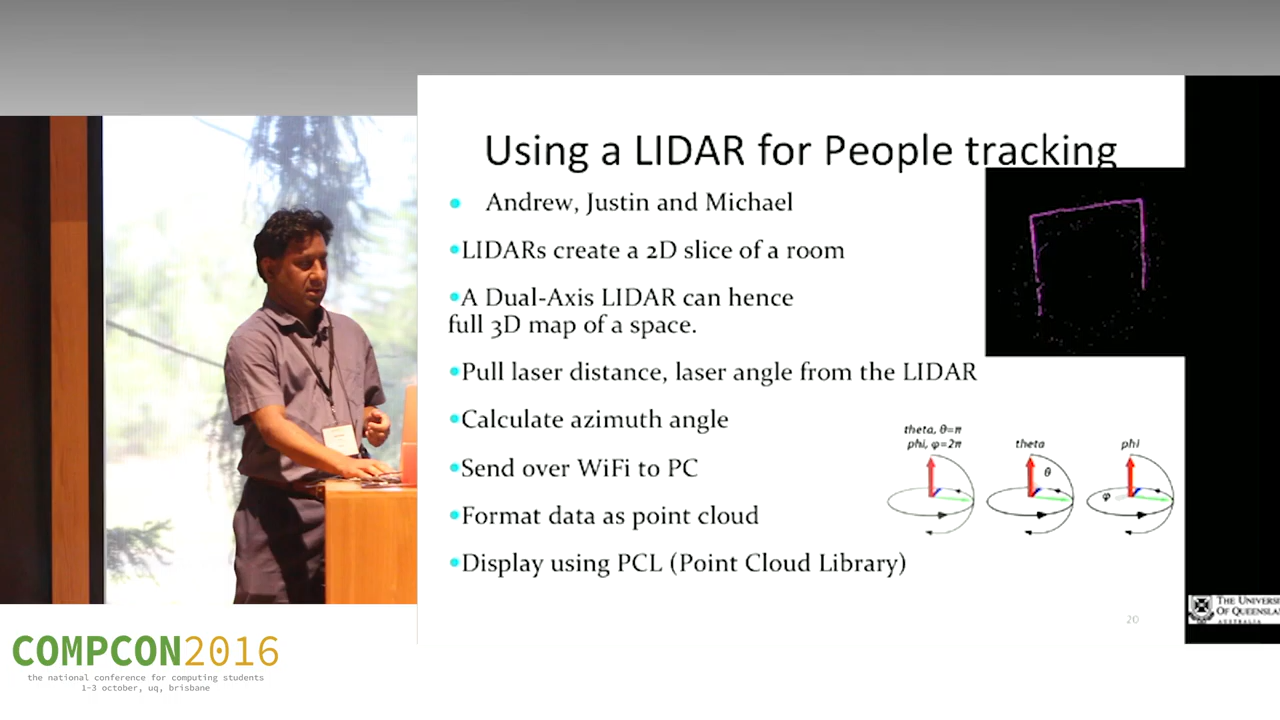 Using a LIDAR for People tracking
Andrew, Justin and Michael
LIDARs create a 2D slice of a room
A Dual-Axis LIDAR can hence
full 3D map of a space.
Pull laser distance, laser angle from the LIDAR
Calculate azimuth angle
Send over WiFi to PC
Format data as point cloud
Display using PCL (Point Cloud Library)
theta, θ=π
phi, φ=2π
theta
θ
phi
φ
20
THE UNIVERSI
OF QUEENSLA
AUSTRALIA
COMPCON2016
the national conference for computing students
1-3 october, uq, brisbane